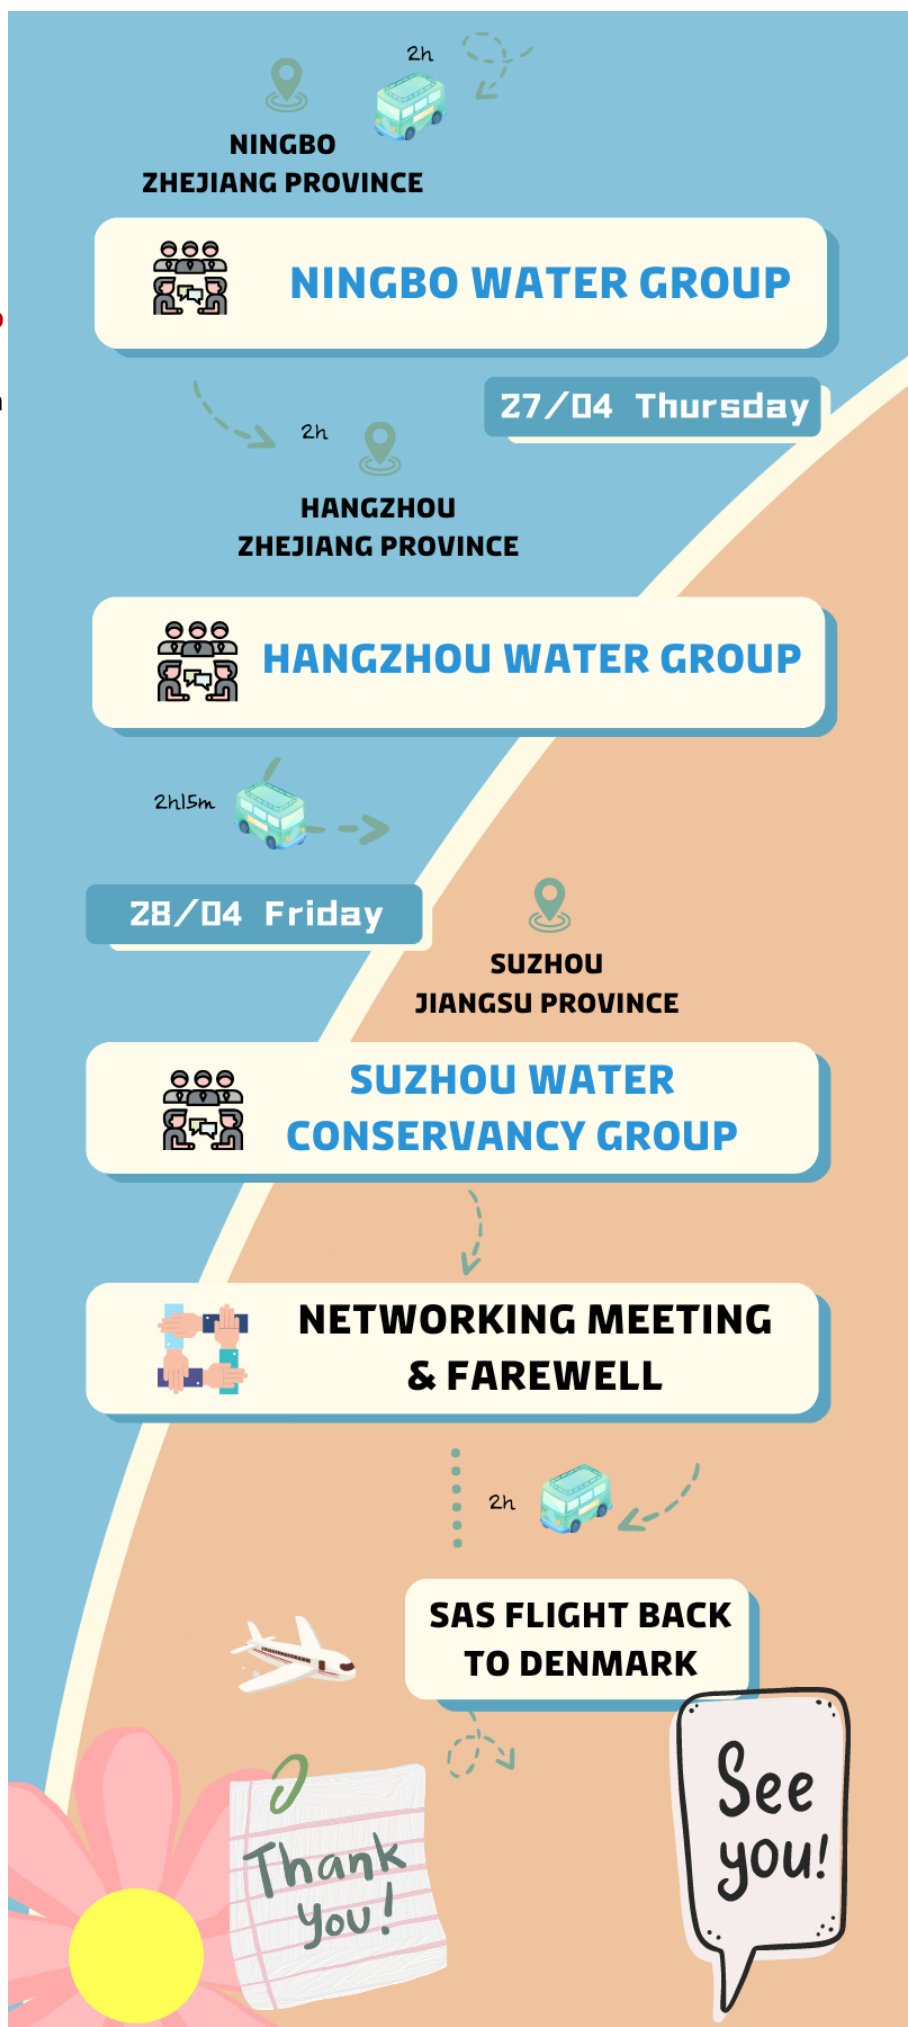 2h
NINGBO
ZHEJIANG PROVINCE
NINGBO WATER GROUP
27/04 Thursday
2h
HANGZHOU
ZHEJIANG PROVINCE
HANGZHOU WATER GROUP
2h15m
28/04 Friday
SUZHOU
JIANGSU PROVINCE
SUZHOU WATER
CONSERVANCY GROUP
NETWORKING MEETING
& FAREWELL
2h
SAS FLIGHT BACK
TO DENMARK
See
you!
Thank
you!